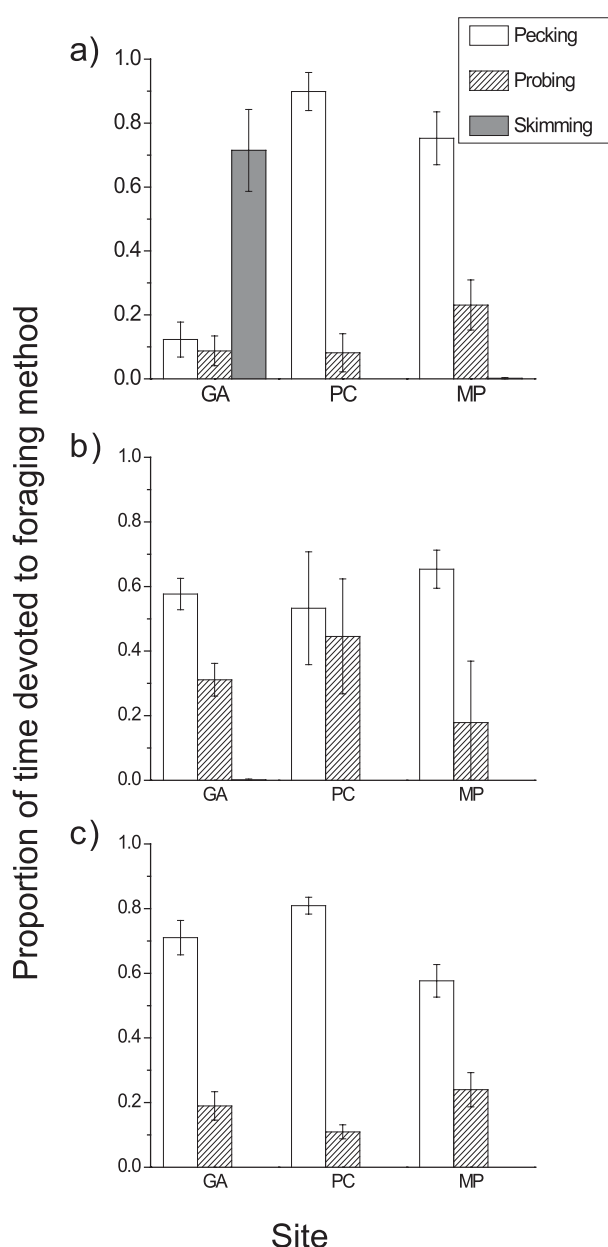 a)
Pecking
Probing
Skimming
1.0
0.8
0.6
0.4
0.2
0.0
GA PC MP
b)
1.0
0.8
0.6
0.4
0.2
0.0
GA PC MP
c)
1.0
0.8
0.6
0.4
0.2
0.0
GA PC MP
Proportion of time devoted to foraging method
Site